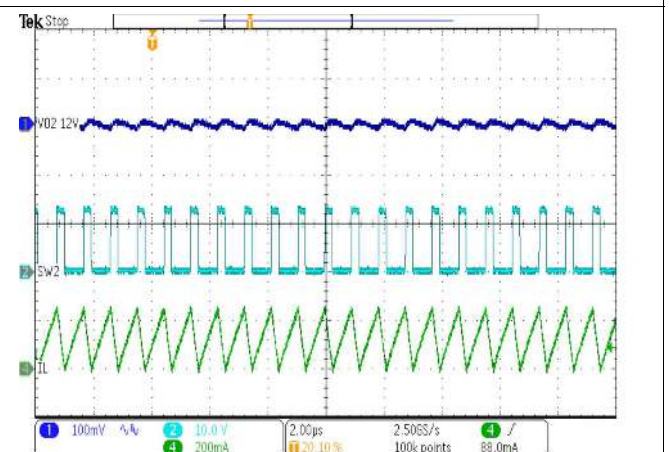 Tek Stop
T
T
1 VO2 12V
2 SW2
4 IL
1 100mV 2 10.0 V 2.00µs 2.50GS/s 4
4 200mA T 20.10 % 100k points 88.0mA